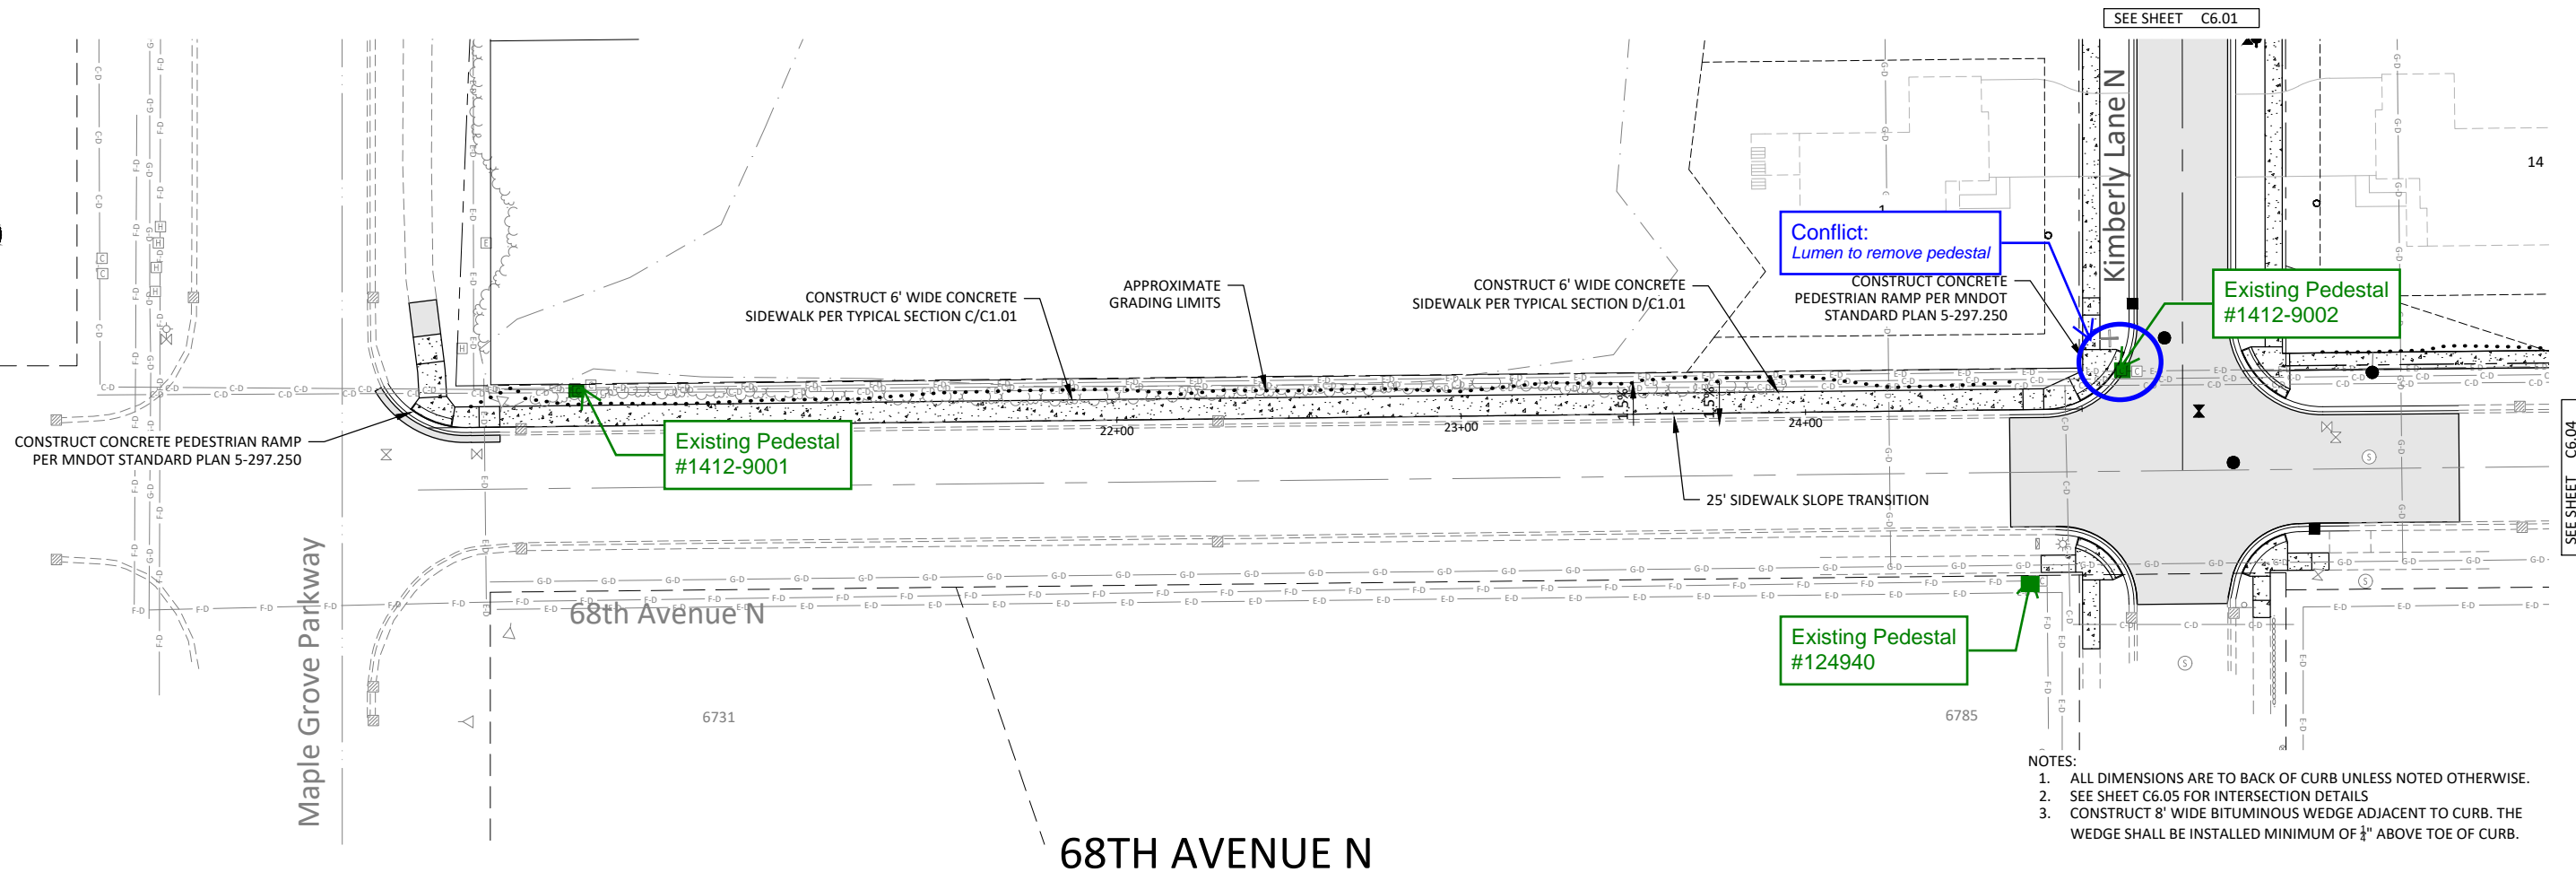 SEE SHEET C6.01
Kimberly Lane N
14
1
Conflict:
Lumen to remove pedestal
Existing Pedestal
#1412-9002
CONSTRUCT 6' WIDE CONCRETE
SIDEWALK PER TYPICAL SECTION C/C1.01
APPROXIMATE
GRADING LIMITS
CONSTRUCT 6' WIDE CONCRETE
SIDEWALK PER TYPICAL SECTION D/C1.01
CONSTRUCT CONCRETE
PEDESTRIAN RAMP PER MNDOT
STANDARD PLAN 5-297.250
CONSTRUCT CONCRETE PEDESTRIAN RAMP
PER MNDOT STANDARD PLAN 5-297.250
Existing Pedestal
#1412-9001
22+00
23+00
24+00
1.5%
1.5%
25' SIDEWALK SLOPE TRANSITION
SEE SHEET C6.04
Maple Grove Parkway
68th Avenue N
Existing Pedestal
#124940
6731
6785
NOTES:
1. ALL DIMENSIONS ARE TO BACK OF CURB UNLESS NOTED OTHERWISE.
2. SEE SHEET C6.05 FOR INTERSECTION DETAILS
3. CONSTRUCT 8' WIDE BITUMINOUS WEDGE ADJACENT TO CURB. THE
WEDGE SHALL BE INSTALLED MINIMUM OF ¼" ABOVE TOE OF CURB.
68TH AVENUE N